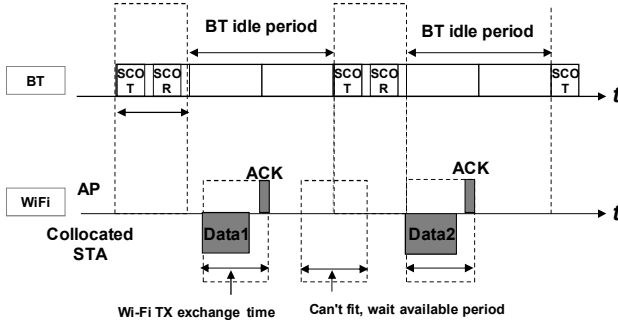 BT idle period
BT idle period
BT
SCO
T
SCO
R
SCO
T
SCO
R
SCO
T
t
AP
ACK
ACK
WiFi
t
Collocated
STA
Data1
Data2
Wi-Fi TX exchange time
Can't fit, wait available period